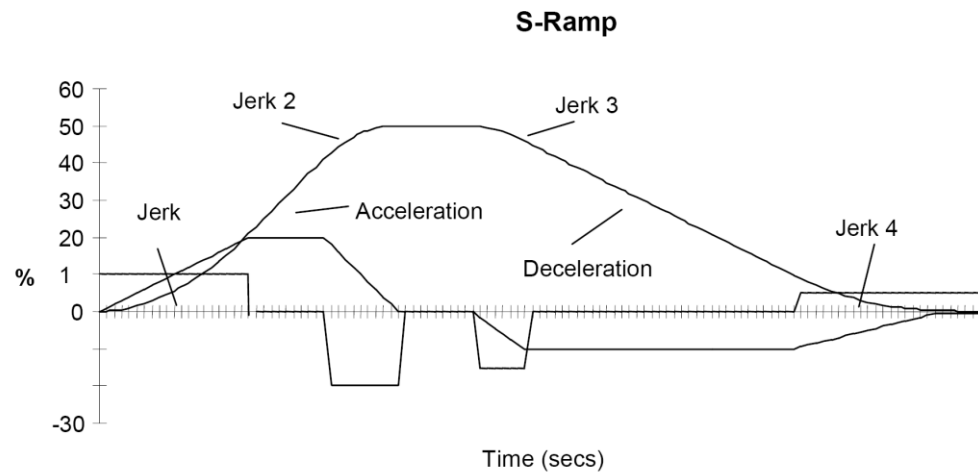 S-Ramp
60
Jerk 2
Jerk 3
50
40
30
Jerk
Acceleration
20
Jerk 4
Deceleration
%
1
0
-30
Time (secs)